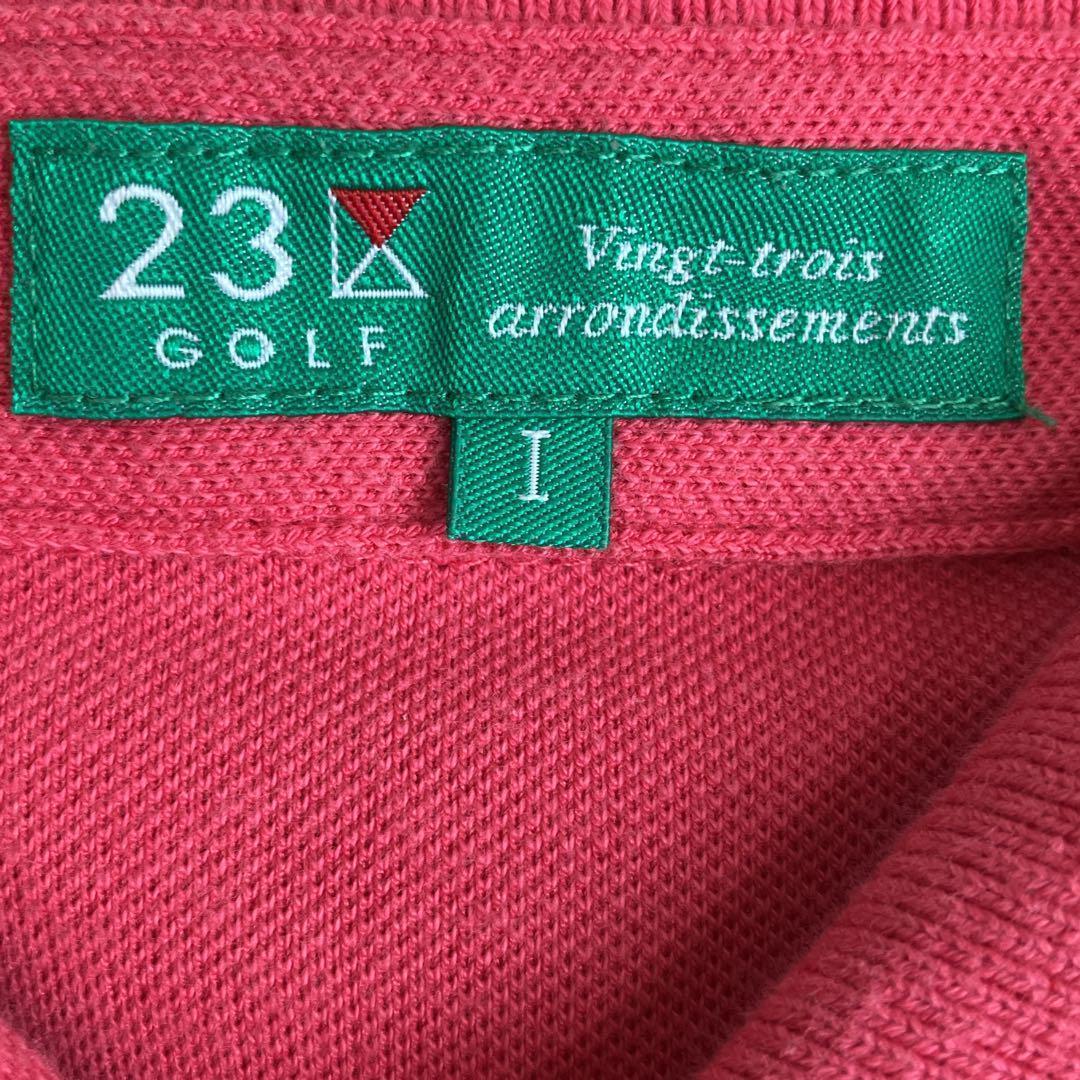 23
GOLF
Vingt-trois
arrondissements
I